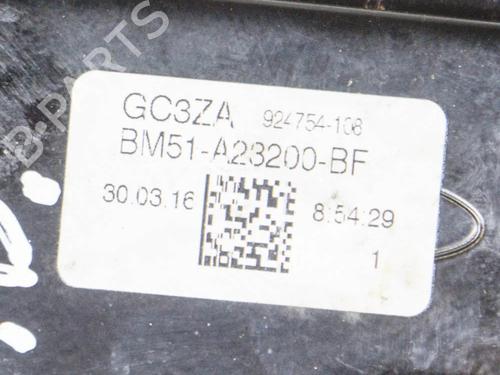 B-PARTS
GC3ZA 924754-106
BM51-A23200-BF
30.03.16 8:54:29
1